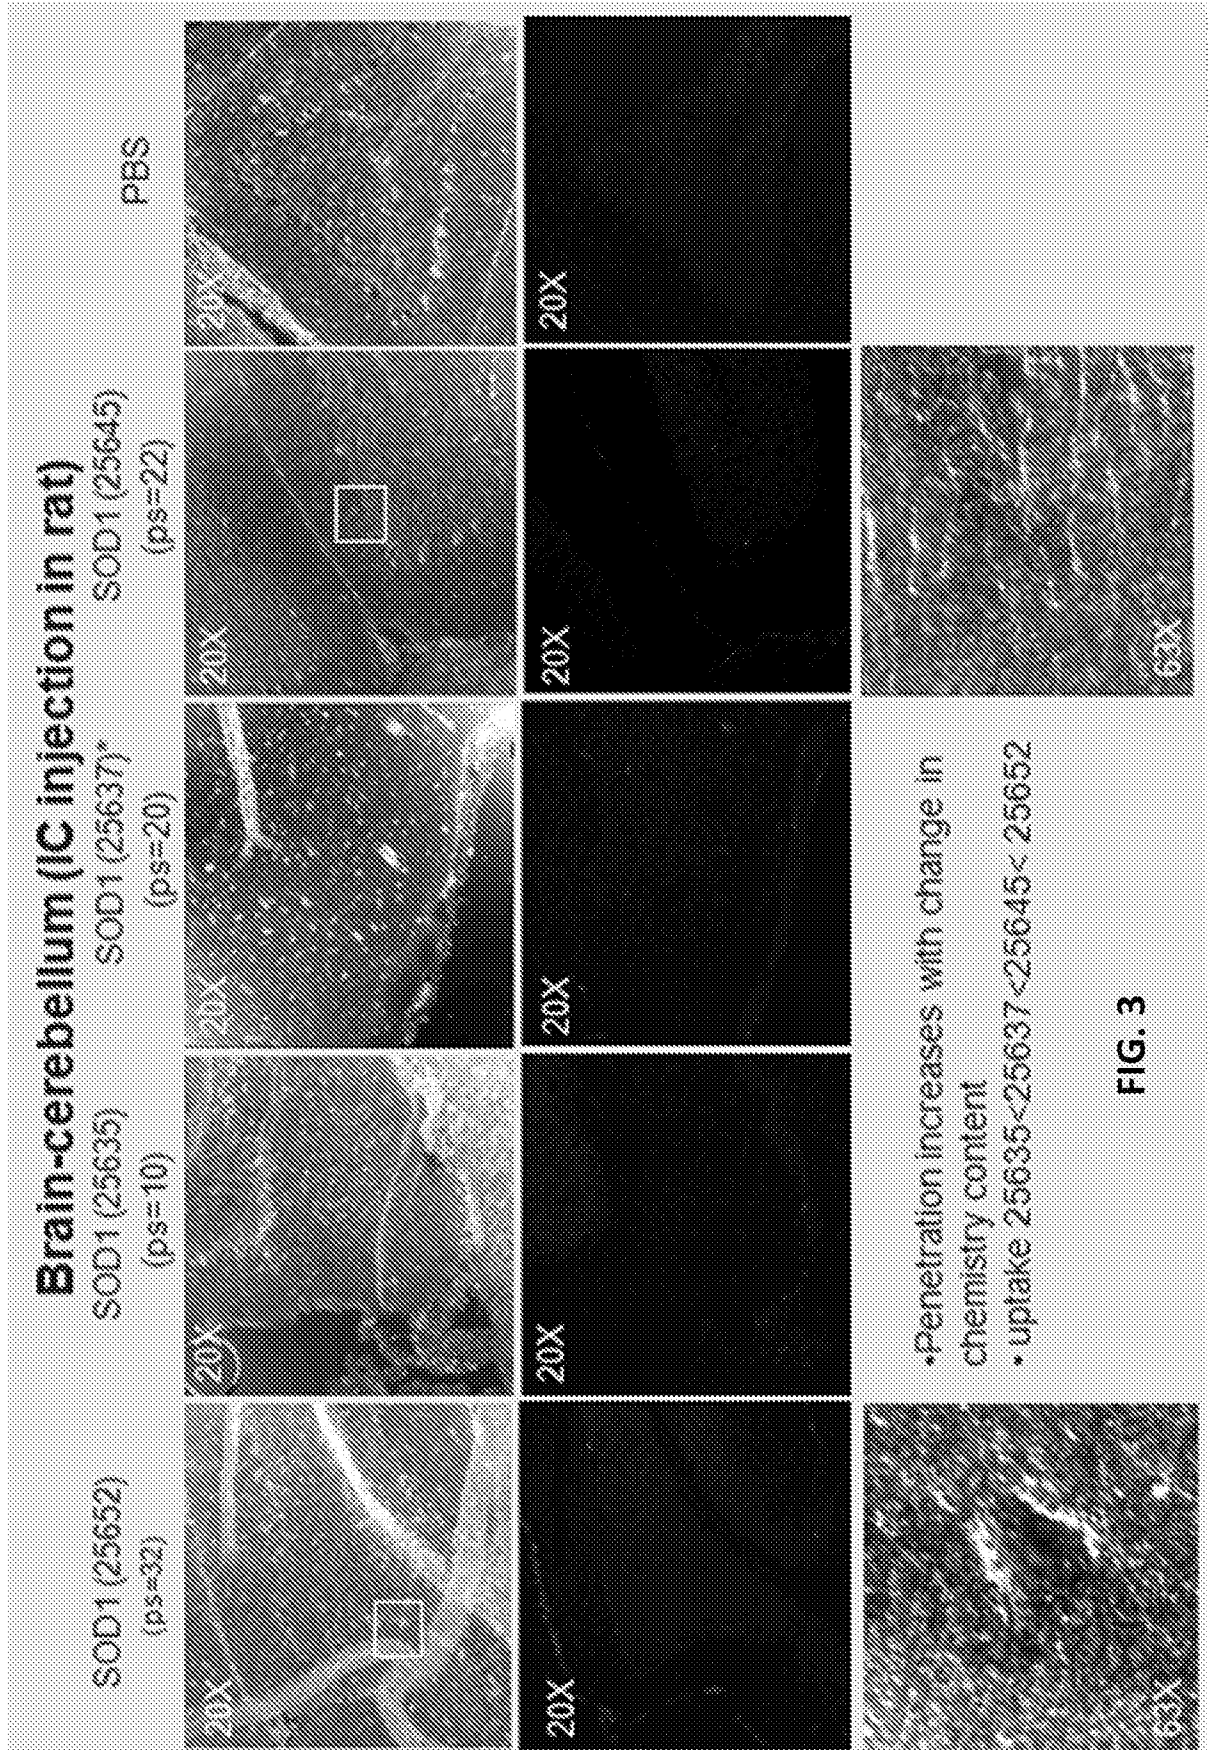 Brain-cerebellum (IC injection in rat)
SOD1 (25652)
(ps=32)
SOD1 (25635)
(ps=10)
SOD1 (25637)*
(ps=20)
SOD1 (25645)
(ps=22)
PBS
20X
20X
20X
20X
20X
20X
20X
20X
20X
20X
63X
•Penetration increases with change in
chemistry content
• uptake 25635<25637<25645< 25652
63X
FIG. 3